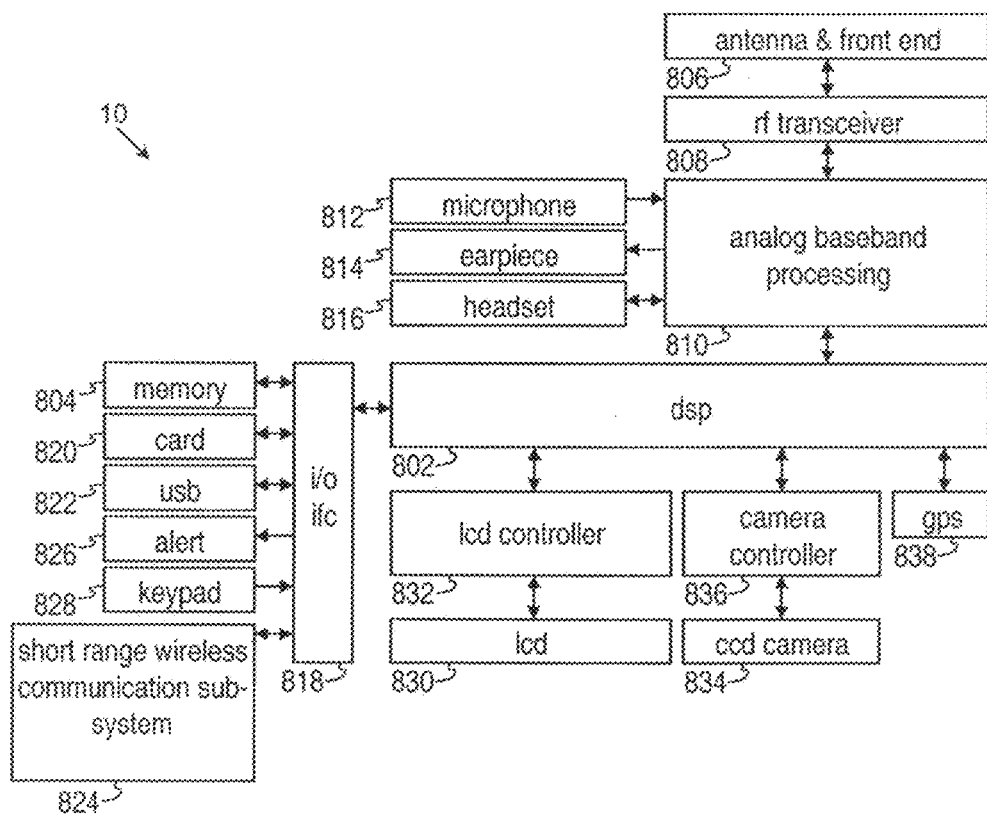 antenna & front end
806
10
rf transceiver
808
812
microphone
814
earpiece
816
headset
analog baseband
processing
810
804
memory
820
card
822
usb
826
alert
828
keypad
short range wireless
communication sub-
system
824
i/o
ifc
818
dsp
802
lcd controller
832
lcd
830
camera
controller
836
ccd camera
834
gps
838